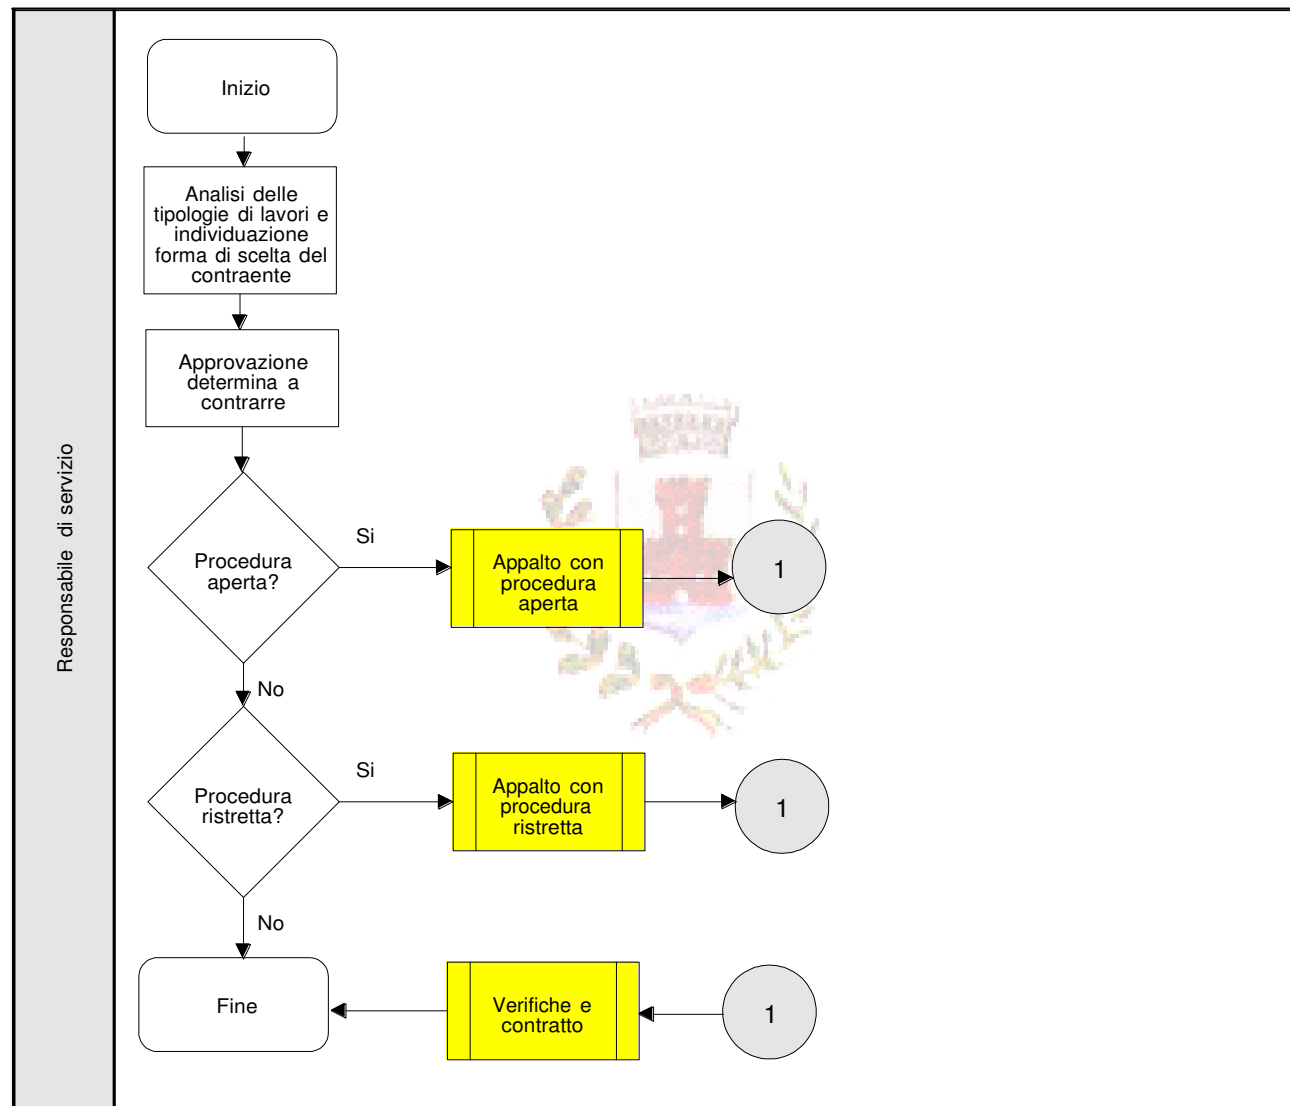 Responsabile di servizio
Inizio
Analisi delle
tipologie di lavori e
individuazione
forma di scelta del
contraente
Approvazione
determina a
contrarre
Procedura
aperta?
Si
Appalto con
procedura
aperta
1
No
Procedura
ristretta?
Si
Appalto con
procedura
ristretta
1
No
Fine
Verifiche e
contratto
1